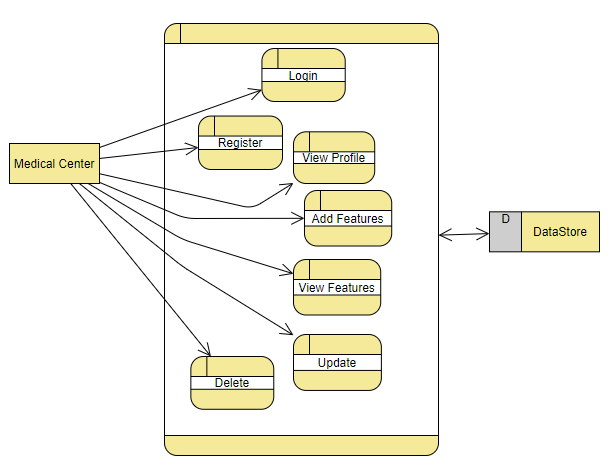 Login
Register
Medical Center
View Profile
Add Features
D
DataStore
View Features
Update
Delete